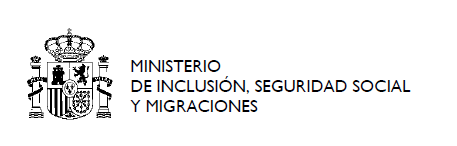 MINISTERIO
DE INCLUSIÓN, SEGURIDAD SOCIAL
Y MIGRACIONES